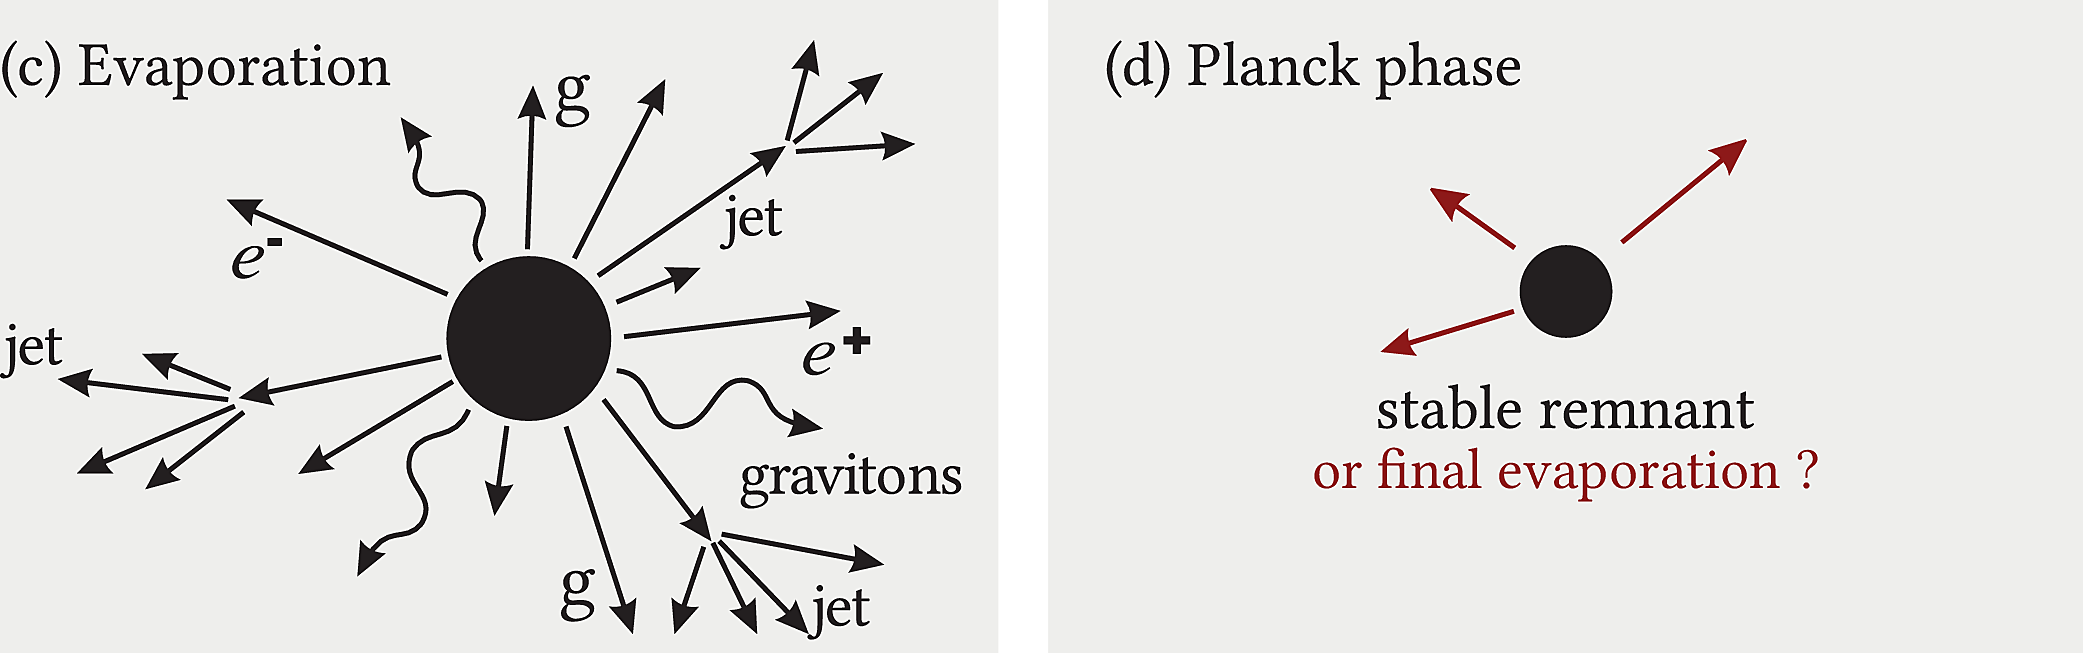 (c) Evaporation
g
jet
e-
e+
jet
gravitons
g
jet
(d) Planck phase
stable remnant
or final evaporation ?